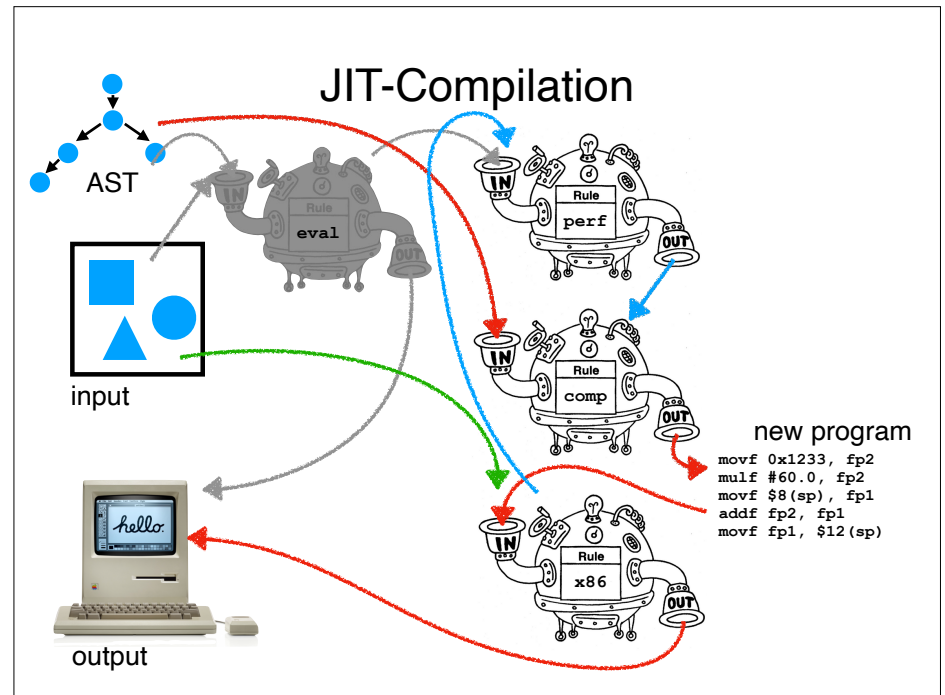 JIT-Compilation
AST
IN
Rule
eval
IN
Rule
perf
OUT
input
IN
Rule
comp
OUT
new program
movf 0x1233, fp2
mulf #60.0, fp2
movf $8(sp), fp1
addf fp2, fp1
movf fp1, $12(sp)
hello.
IN
Rule
x86
OUT
output